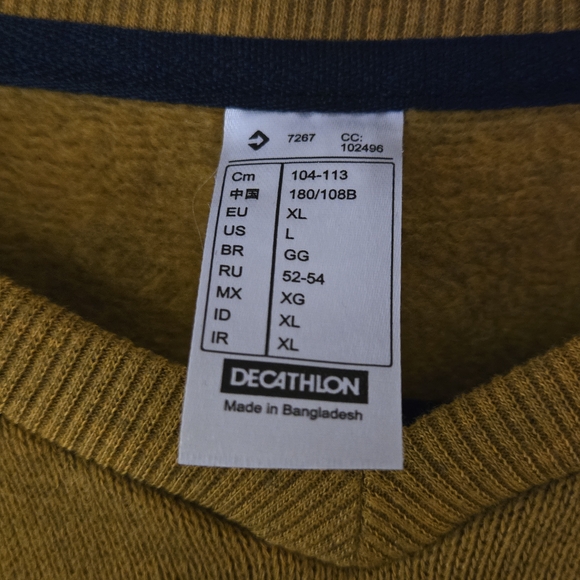 7267 CC: 102496
Cm 104-113
中国 180/108B
EU XL
US L
BR GG
RU 52-54
MX XG
ID XL
IR XL
DECATHLON
Made in Bangladesh